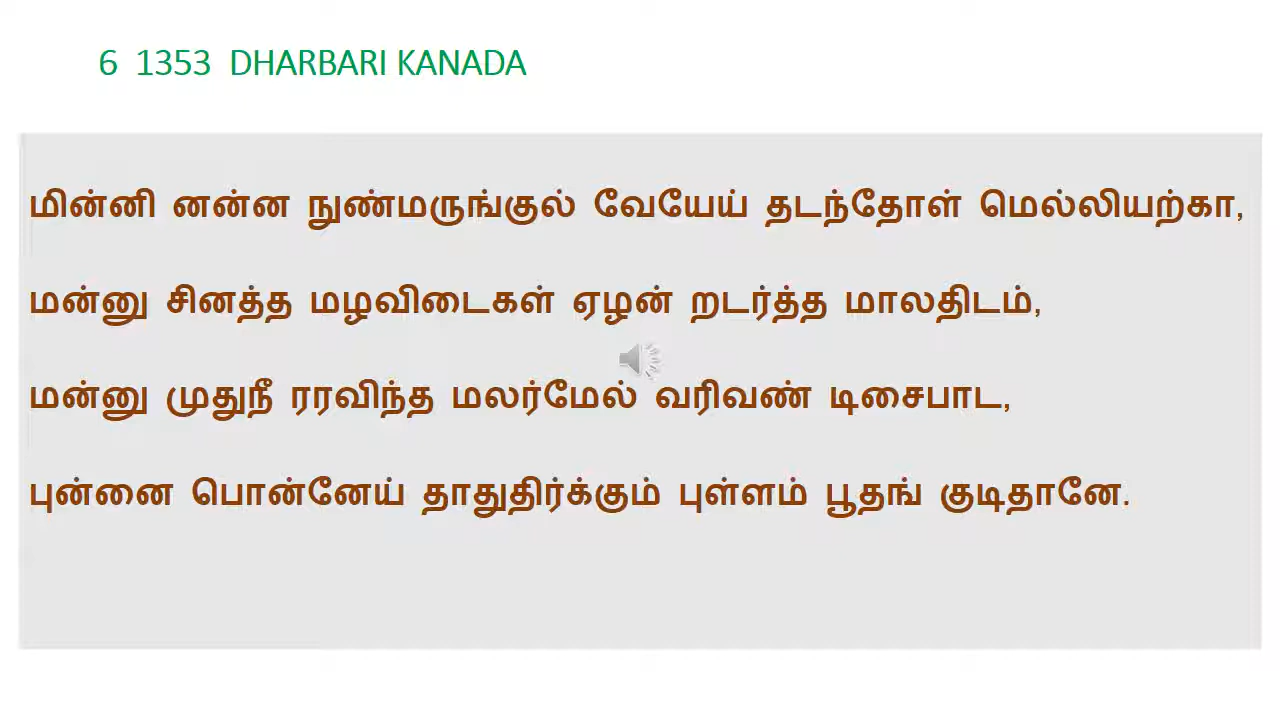 6 1353 DHARBARI KANADA
மின்னி னன்ன நுண்மருங்குல் வேயேய் தடந்தோள் மெல்லியற்கா,
மன்னு சினத்த மழவிடைகள் ஏழன் றடர்த்த மாலதிடம்,
மன்னு முதுநீ ரரவிந்த மலர்மேல் வரிவண் டிசைபாட,
புன்னை பொன்னேய் தாதுதிர்க்கும் புள்ளம் பூதங் குடிதானே.